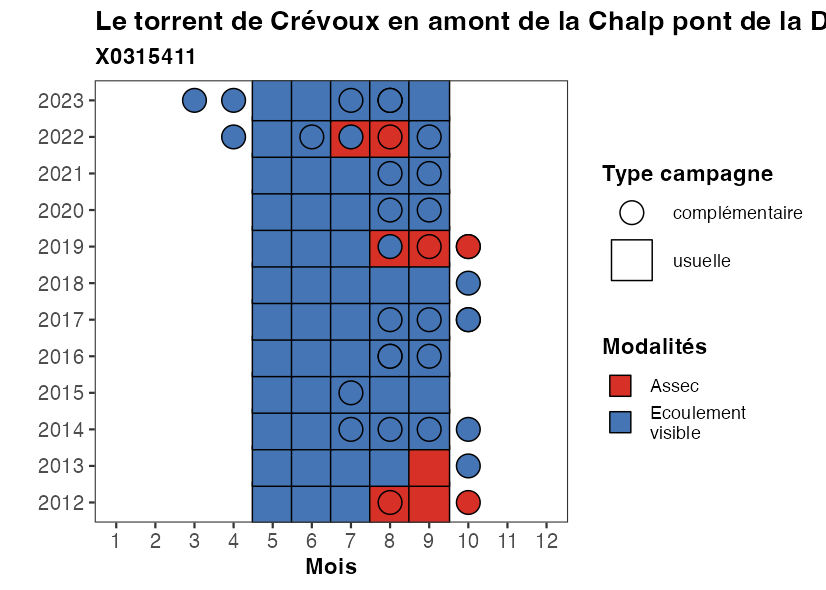 Le torrent de Crévoux en amont de la Chalp pont de la D
X0315411
2023
2022
2021
2020
2019
2018
2017
2016
2015
2014
2013
2012
1 2 3 4 5 6 7 8 9 10 11 12
Mois
Type campagne
complémentaire
usuelle
Modalités
Assec
Ecoulement
visible